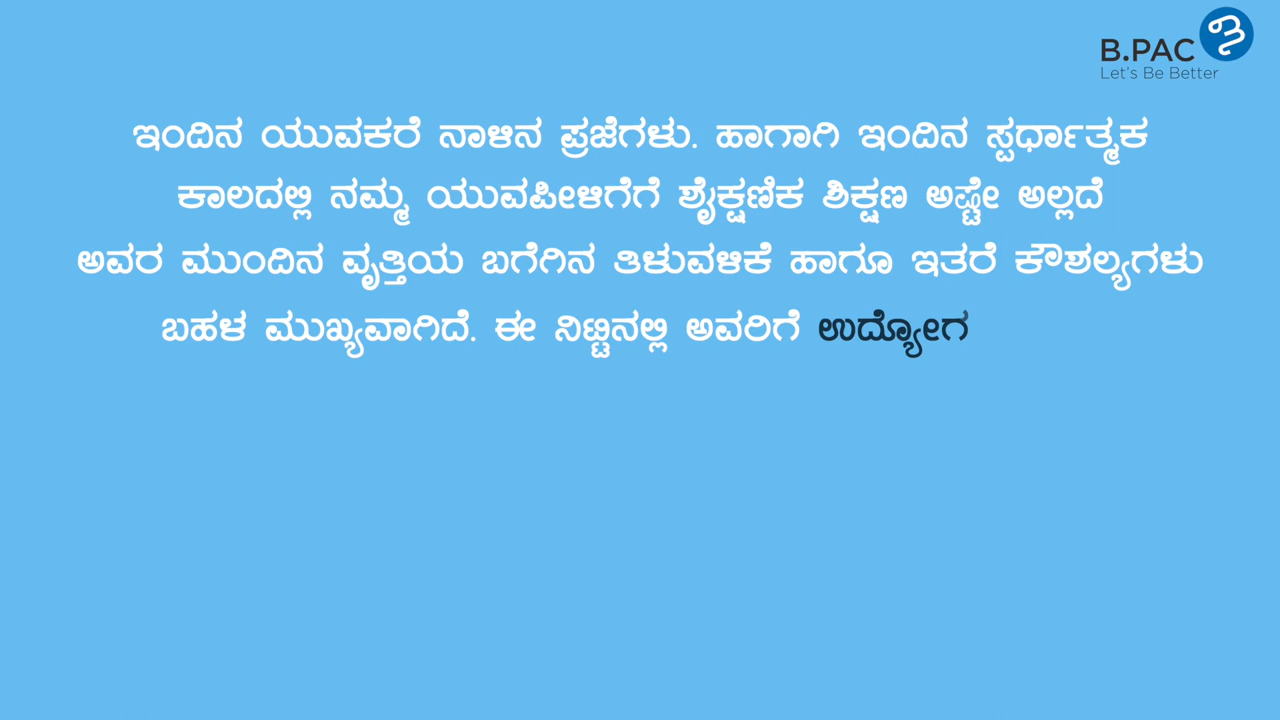 B.PAC
Let's Be Better
ಇಂದಿನ ಯುವಕರೆ ನಾಳಿನ ಪ್ರಜೆಗಳು. ಹಾಗಾಗಿ ಇಂದಿನ ಸ್ಪರ್ಧಾತ್ಮಕ
ಕಾಲದಲ್ಲಿ ನಮ್ಮ ಯುವಪೀಳಿಗೆಗೆ ಶೈಕ್ಷಣಿಕ ಶಿಕ್ಷಣ ಅಷ್ಟೇ ಅಲ್ಲದೆ
ಅವರ ಮುಂದಿನ ವೃತ್ತಿಯ ಬಗೆಗಿನ ತಿಳುವಳಿಕೆ ಹಾಗೂ ಇತರೆ ಕೌಶಲ್ಯಗಳು
ಬಹಳ ಮುಖ್ಯವಾಗಿದೆ. ಈ ನಿಟ್ಟಿನಲ್ಲಿ ಅವರಿಗೆ ಉದ್ಯೋಗ